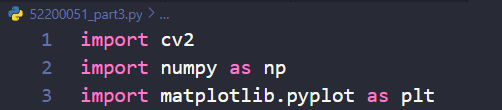 52200051_part3.py > ...
1 import cv2
2 import numpy as np
3 import matplotlib.pyplot as plt